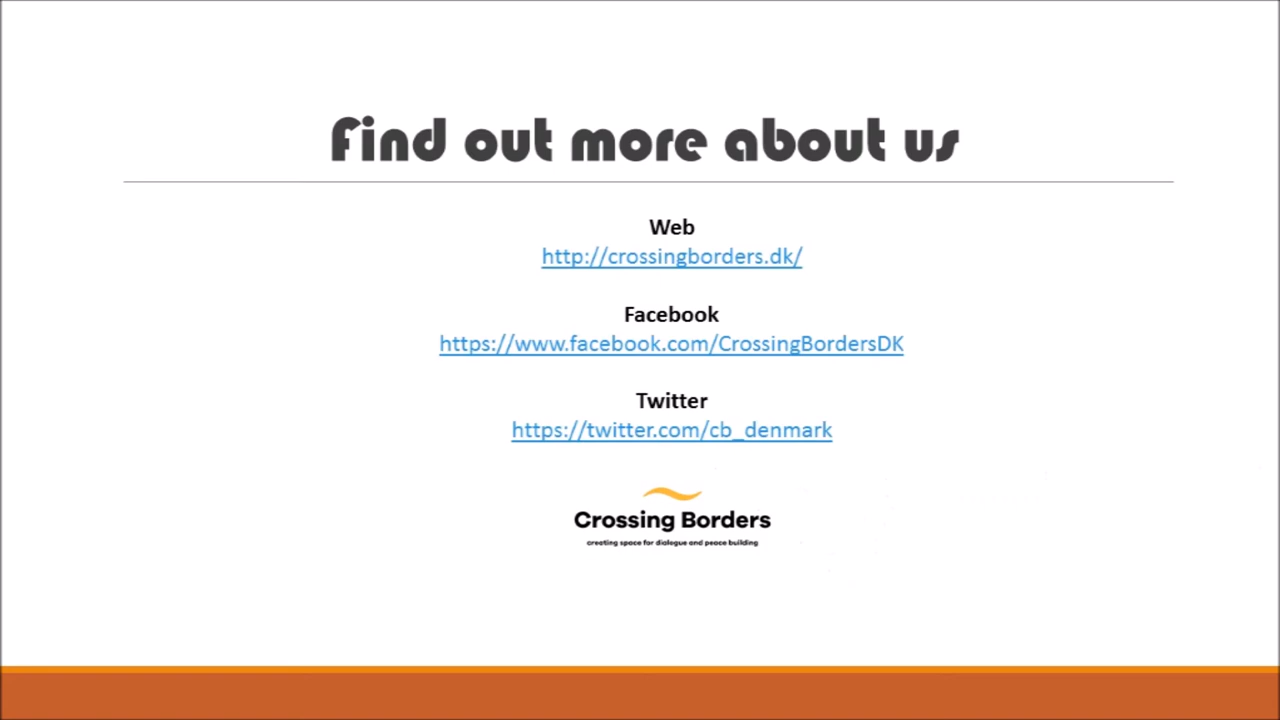 Find out more about us
Web
http://crossingborders.dk/
Facebook
https://www.facebook.com/CrossingBordersDK
Twitter
https://twitter.com/cb_denmark
Crossing Borders
creating space for dialogue and peace building